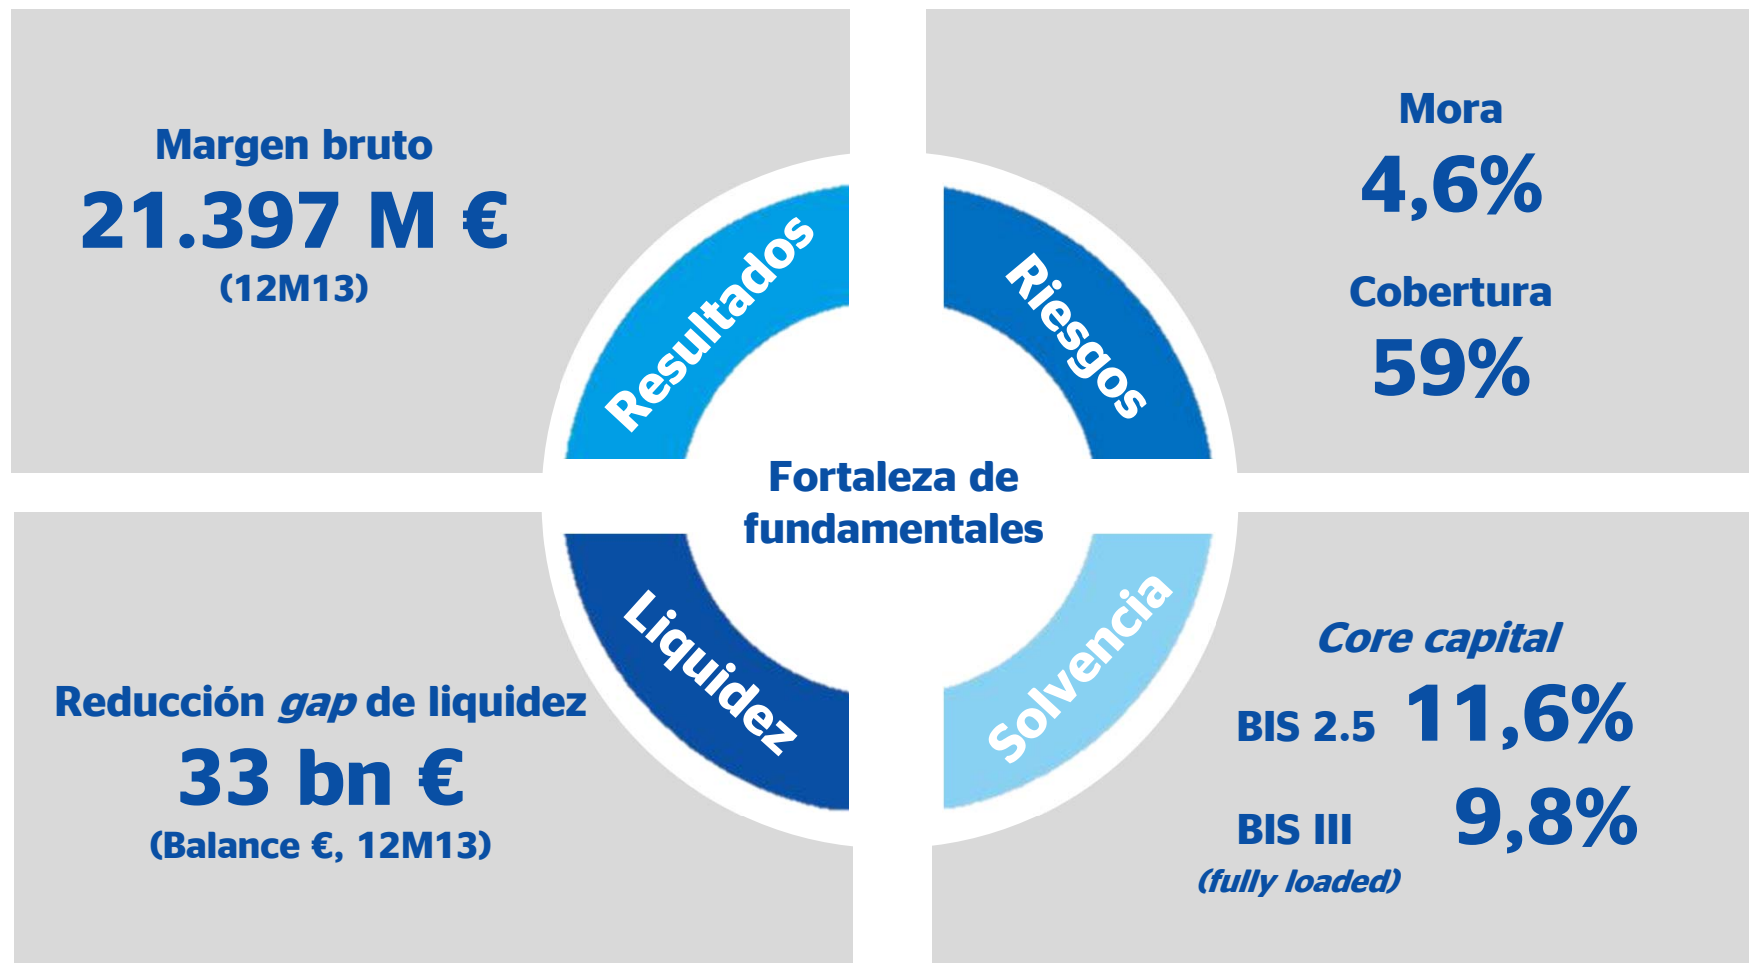 Margen bruto
21.397 M €
(12M13)
Resultados
Mora
4,6%
Cobertura
59%
Riesgos
Fortaleza de
fundamentales
Reducción gap de liquidez
33 bn €
(Balance €, 12M13)
Liquidez
Core capital
BIS 2.5 11,6%
BIS III 9,8%
(fully loaded)
Solvencia